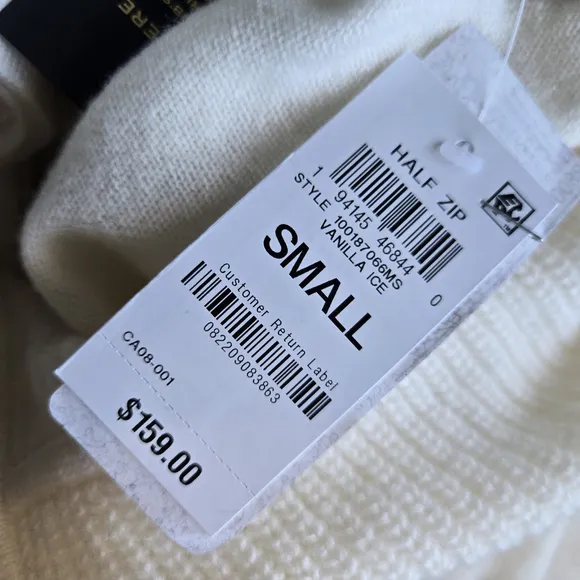 HALF ZIP
1 94145 46844 0
STYLE 100187066MS
VANILLA ICE
SMALL
Customer Return Label
082209083863
CA08-001
$159.00